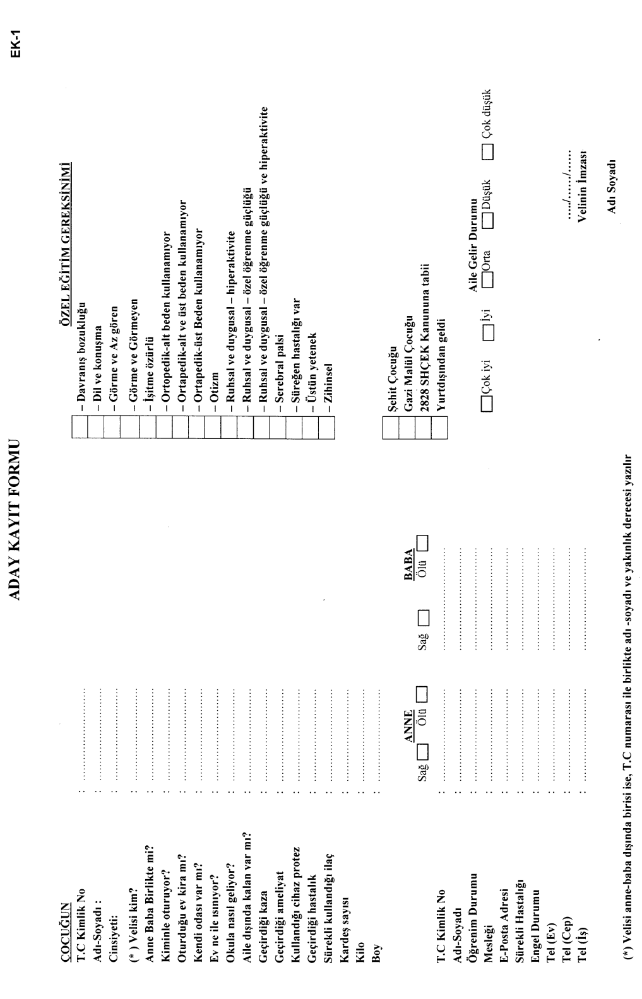 EK-1
ADAY KAYIT FORMU
ÇOCUĞUN
T.C Kimlik No : ........................................
Adı-Soyadı : : ........................................
Cinsiyeti: : ........................................
(* ) Velisi kim? : ........................................
Anne Baba Birlikte mi? : ........................................
Kiminle oturuyor? : ........................................
Oturduğu ev kira mı? : ........................................
Kendi odası var mı? : ........................................
Ev ne ile ısınıyor? : ........................................
Okula nasıl geliyor? : ........................................
Aile dışında kalan var mı? : ........................................
Geçirdiği kaza : ........................................
Geçirdiği ameliyat : ........................................
Kullandığı cihaz protez : ........................................
Geçirdiği hastalık : ........................................
Sürekli kullandığı ilaç : ........................................
Kardeş sayısı : ........................................
Kilo : ........................................
Boy : ........................................
ÖZEL EĞİTİM GEREKSİNİMİ
– Davranış bozukluğu
– Dil ve konuşma
– Görme ve Az gören
– Görme ve Görmeyen
– İşitme özürlü
– Ortopedik-alt beden kullanamıyor
– Ortapedik-alt ve üst beden kullanamıyor
– Ortapedik-üst Beden kullanamıyor
– Otizm
– Ruhsal ve duygusal – hiperaktivite
– Ruhsal ve duygusal – özel öğrenme güçlüğü
– Ruhsal ve duygusal – özel öğrenme güçlüğü ve hiperaktivite
– Serebral palsi
– Süreğen hastalığı var
– Üstün yetenek
– Zihinsel
Şehit Çocuğu
Gazi Malül Çocuğu
2828 SHÇEK Kanununa tabii
Yurtdışından geldi
ANNE BABA
Sağ Ölü Sağ Ölü
T.C Kimlik No : ........................................ ........................................
Adı-Soyadı : ........................................ ........................................
Öğrenim Durumu : ........................................ ........................................
Mesleği : ........................................ ........................................
E-Posta Adresi : ........................................ ........................................
Sürekli Hastalığı : ........................................ ........................................
Engel Durumu : ........................................ ........................................
Tel (Ev) : ........................................ ........................................
Tel (Cep) : ........................................ ........................................
Tel (İş) : ........................................ ........................................
Aile Gelir Durumu
Çok iyi İyi Orta Düşük Çok düşük
...../....../......
Velinin İmzası
Adı Soyadı
(*) Velisi anne-baba dışında birisi ise, T.C numarası ile birlikte adı -soyadı ve yakınlık derecesi yazılır